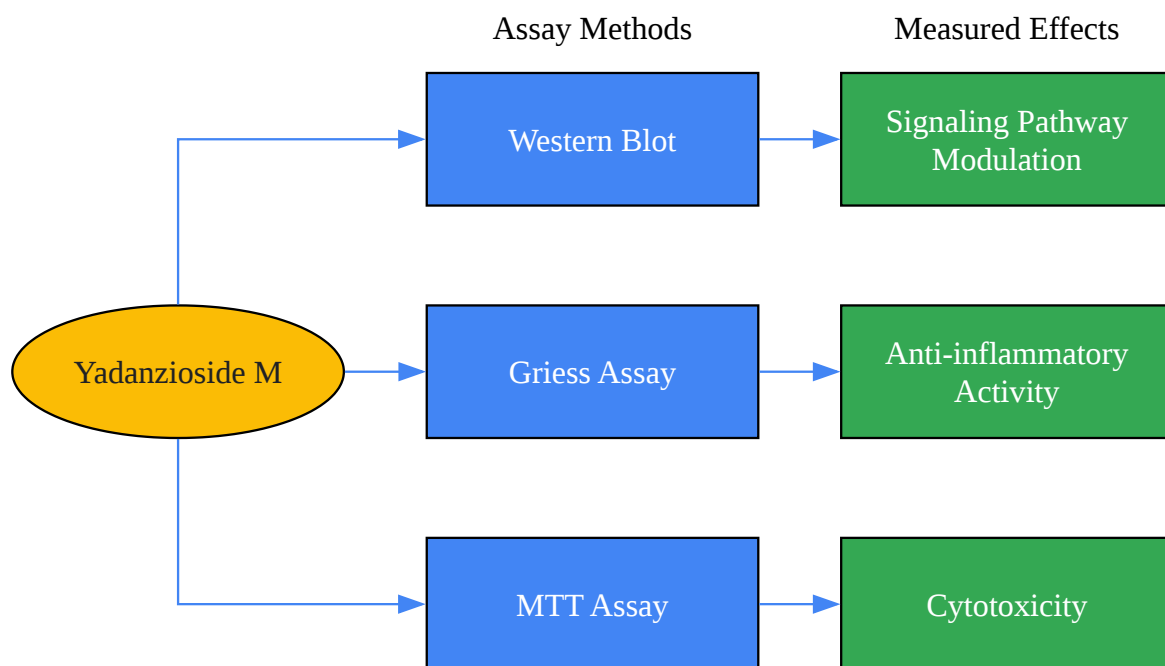 Assay Methods
Measured Effects
Western Blot
Signaling Pathway
Modulation
Yadanzioside M
Griess Assay
Anti-inflammatory
Activity
MTT Assay
Cytotoxicity